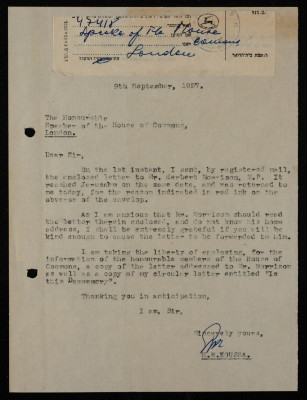 47418
Speaker of the House
Commons
London
9th September, 1957.
The Honourable
Speaker of the House of Commons,
London.
Dear Sir,
On the 1st instant, I sent, by registered mail,
the enclosed letter to Mr. Herbert Morrison, M.P. It
reached Jerusalem on the same date, and was returned to
me today, for the reason indicated in red ink on the
obverse of the envelop.
As I am anxious that Mr. Morrison should read
the letter therein enclosed, and do not know his home
address, I shall be extremely grateful if you will be
kind enough to cause the letter to be forwarded to him.
I am taking the liberty of enclosing, for the
information of the honourable members of the House of
Commons, a copy of the letter addressed to Mr. Morrison
as well as a copy of my circular letter entitled "Is
this Democracy".
Thanking you in anticipation,
I am, Sir,
Sincerely yours,